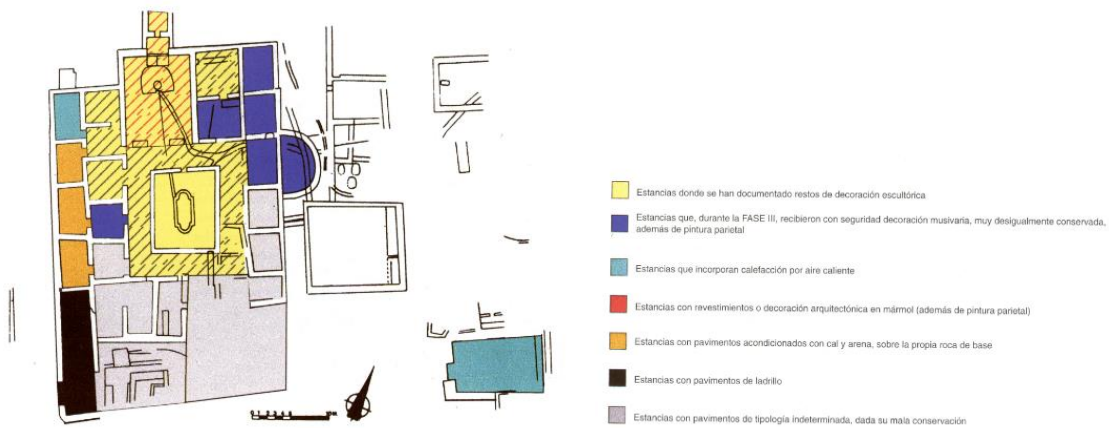 Estancias donde se han documentado restos de decoración escultórica
Estancias que, durante la FASE III, recibieron con seguridad decoración musivaria, muy desigualmente conservada,
además de pintura parietal
Estancias que incorporan calefacción por aire caliente
Estancias con revestimientos o decoración arquitectónica en mármol (además de pintura parietal)
Estancias con pavimentos acondicionados con cal y arena, sobre la propia roca de base
Estancias con pavimentos de ladrillo
Estancias con pavimentos de tipología indeterminada, dada su mala conservación